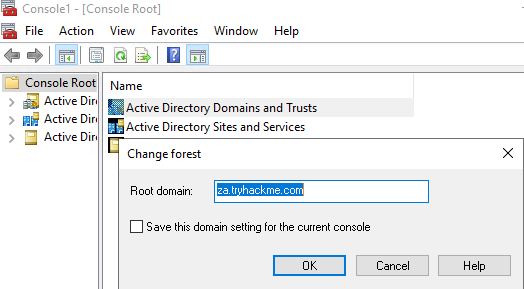 Console1 - [Console Root]
File Action View Favorites Window Help
Console Root
Active Dire
Active Dire
Active Dire
Name
Active Directory Domains and Trusts
Active Directory Sites and Services
Change forest
Root domain:
za.tryhackme.com
Save this domain setting for the current console
OK Cancel Help